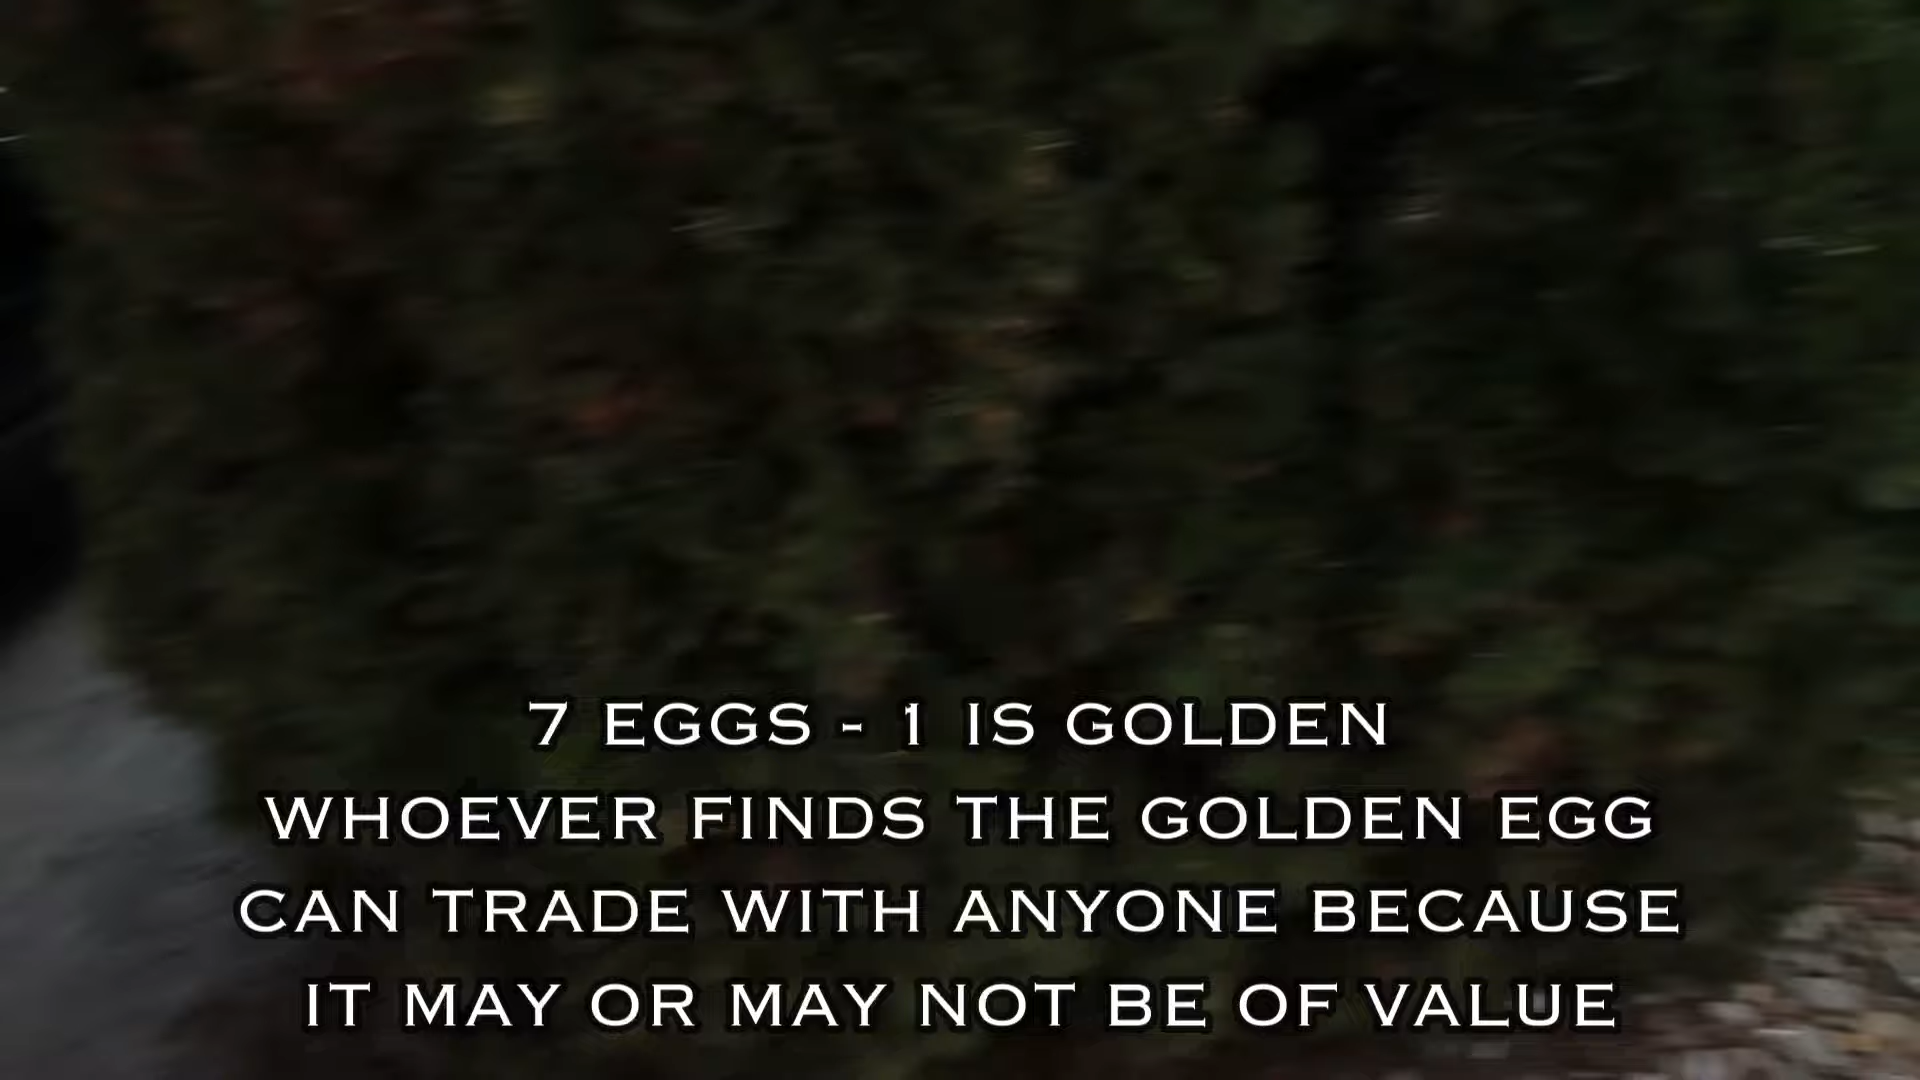 7 EGGS - 1 IS GOLDEN
WHOEVER FINDS THE GOLDEN EGG
CAN TRADE WITH ANYONE BECAUSE
IT MAY OR MAY NOT BE OF VALUE